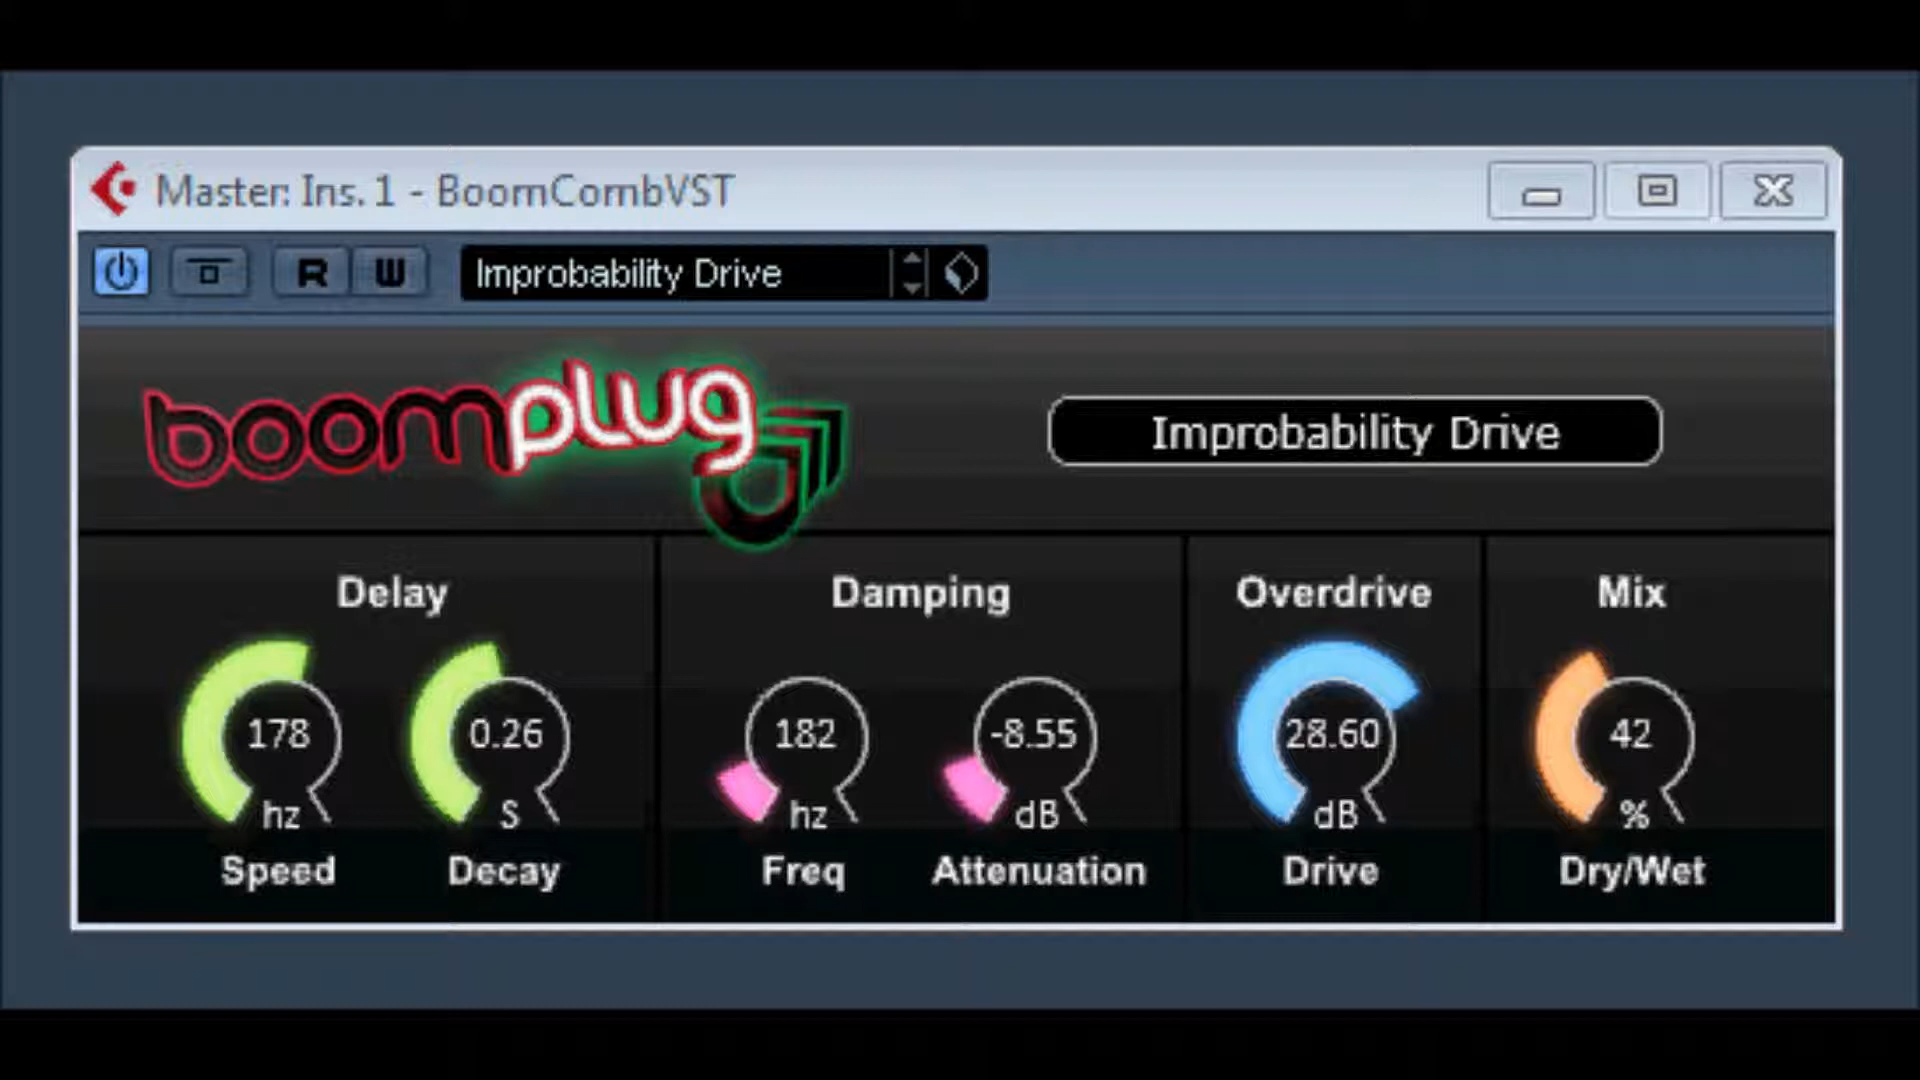 Master: Ins. 1 - BoomCombVST
R W Improbability Drive
boomplug
Improbability Drive
Delay Damping Overdrive Mix
178 0.26 182 -8.55 28.60 42
hz S hz dB dB %
Speed Decay Freq Attenuation Drive Dry/Wet